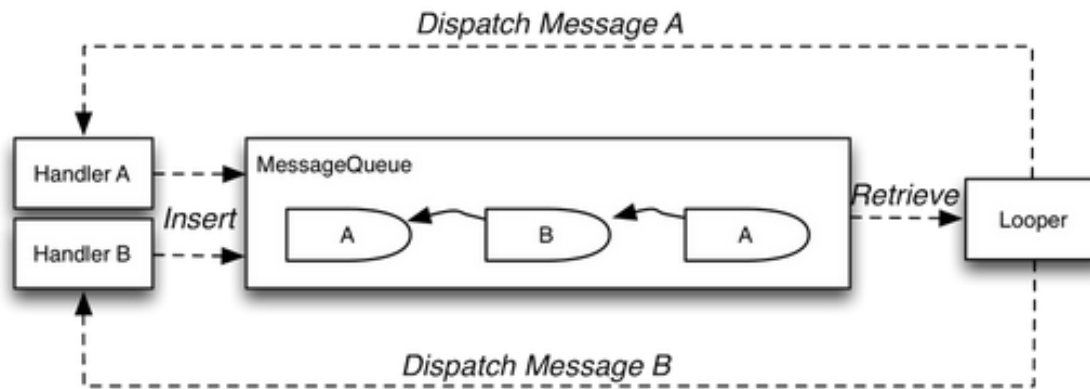 Dispatch Message A
Handler A
MessageQueue
Insert
Retrieve
A
B
A
Looper
Handler B
Dispatch Message B